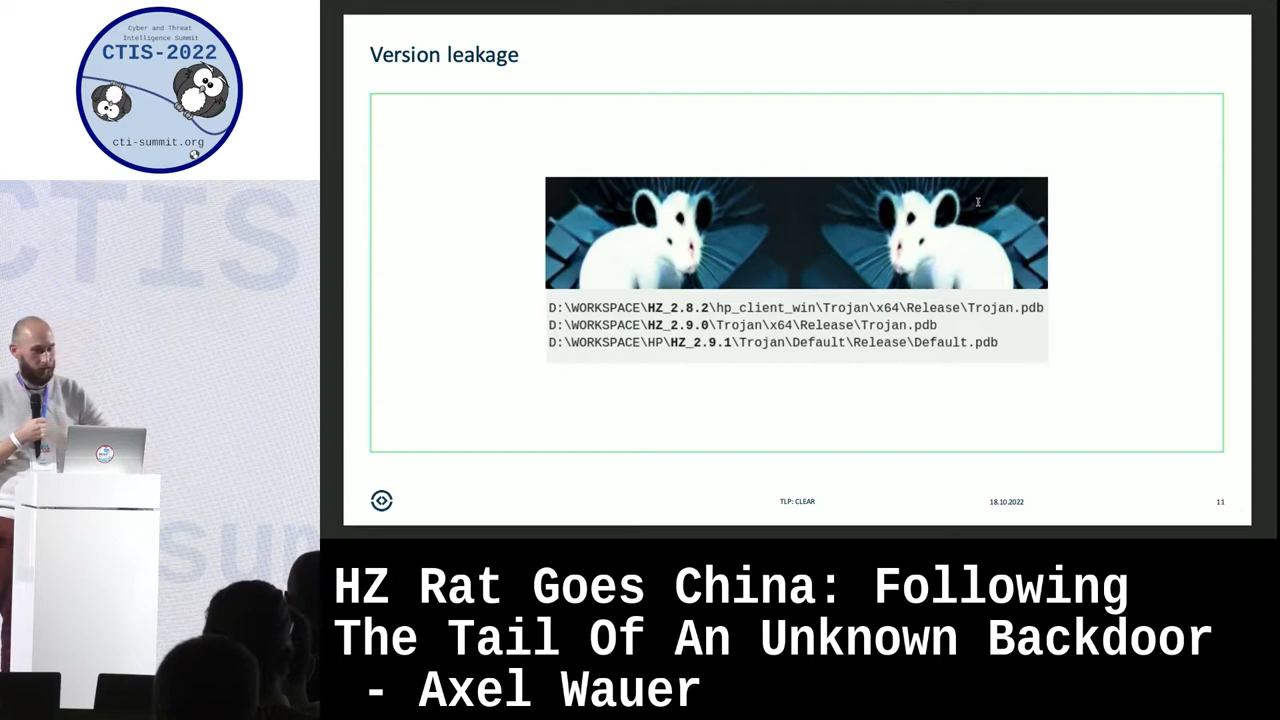 Cyber and Threat
Intelligence Summit
CTIS-2022
cti-summit.org
CTIS
sum
Version leakage
D:\WORKSPACE\HZ_2.8.2\hp_client_win\Trojan\x64\Release\Trojan.pdb
D:\WORKSPACE\HZ_2.9.0\Trojan\x64\Release\Trojan.pdb
D:\WORKSPACE\HP\HZ_2.9.1\Trojan\Default\Release\Default.pdb
TLP: CLEAR
18.10.2022
11
HZ Rat Goes China: Following
The Tail Of An Unknown Backdoor
- Axel Wauer